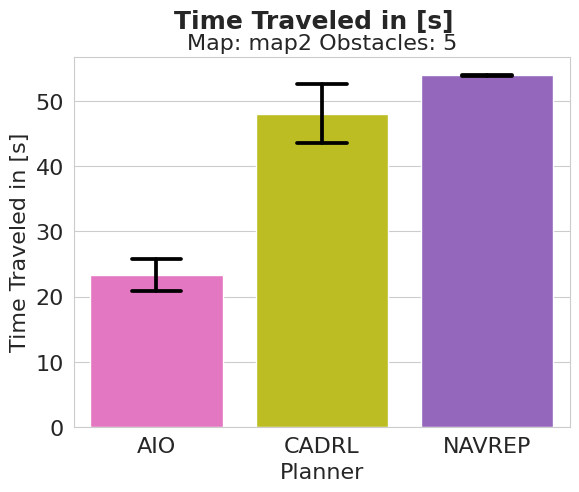 Time Traveled in [s]
Map: map2 Obstacles: 5
Time Traveled in [s]
50
40
30
20
10
0
AIO CADRL NAVREP
Planner